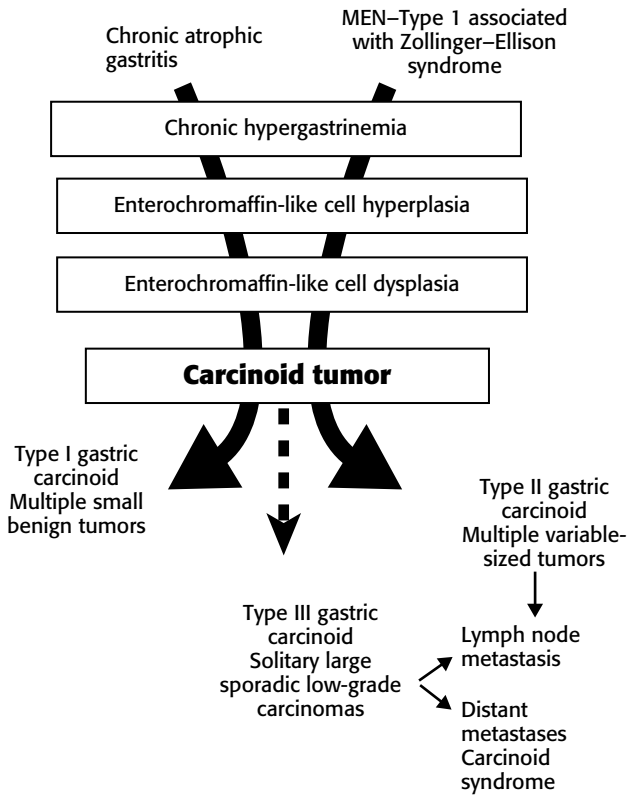 Chronic atrophic
gastritis
MEN–Type 1 associated
with Zollinger–Ellison
syndrome
Chronic hypergastrinemia
Enterochromaffin-like cell hyperplasia
Enterochromaffin-like cell dysplasia
Carcinoid tumor
Type I gastric
carcinoid
Multiple small
benign tumors
Type II gastric
carcinoid
Multiple variable-
sized tumors
Type III gastric
carcinoid
Solitary large
sporadic low-grade
carcinomas
Lymph node
metastasis
Distant
metastases
Carcinoid
syndrome